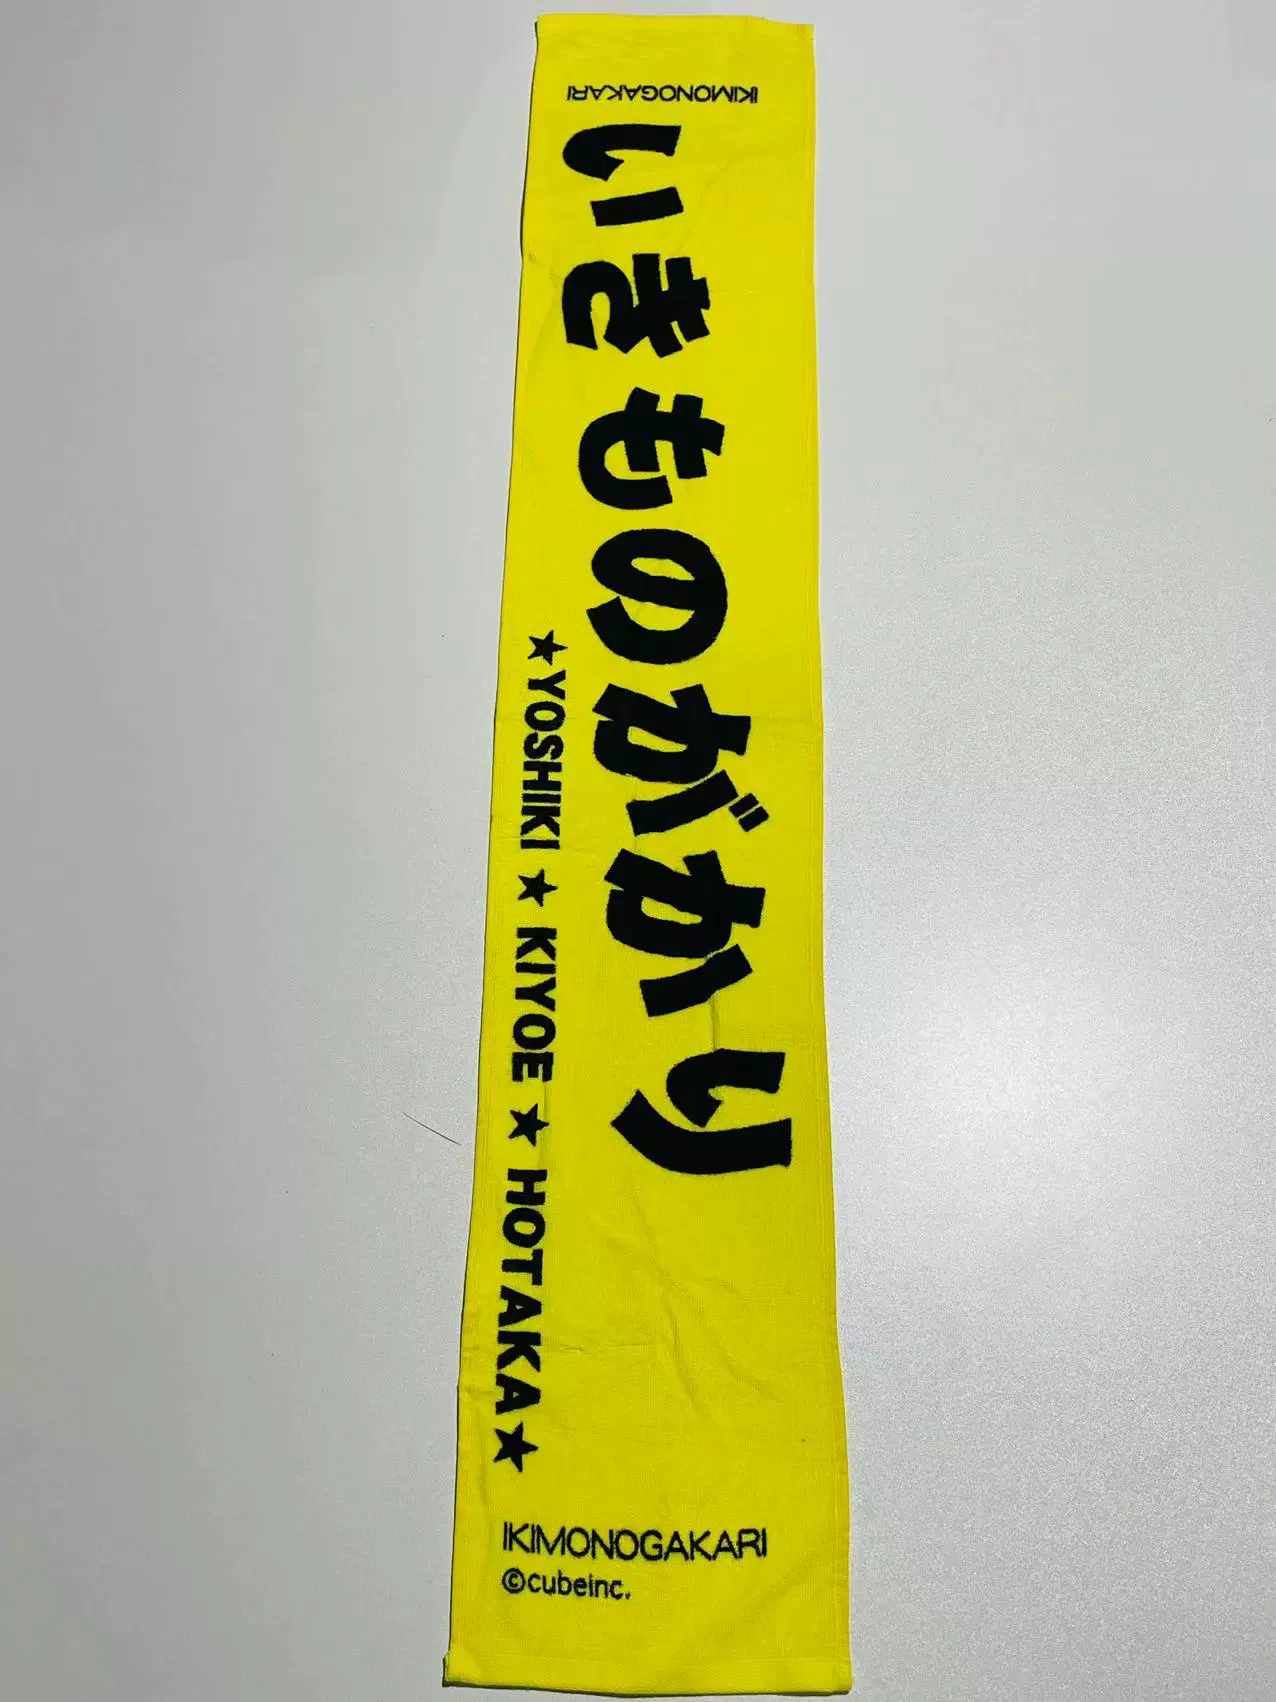 IKIMONOGAKARI
いきものがかり
★YOSHIKI★KIYOE★HOTAKA★
IKIMONOGAKARI
©cubeinc.